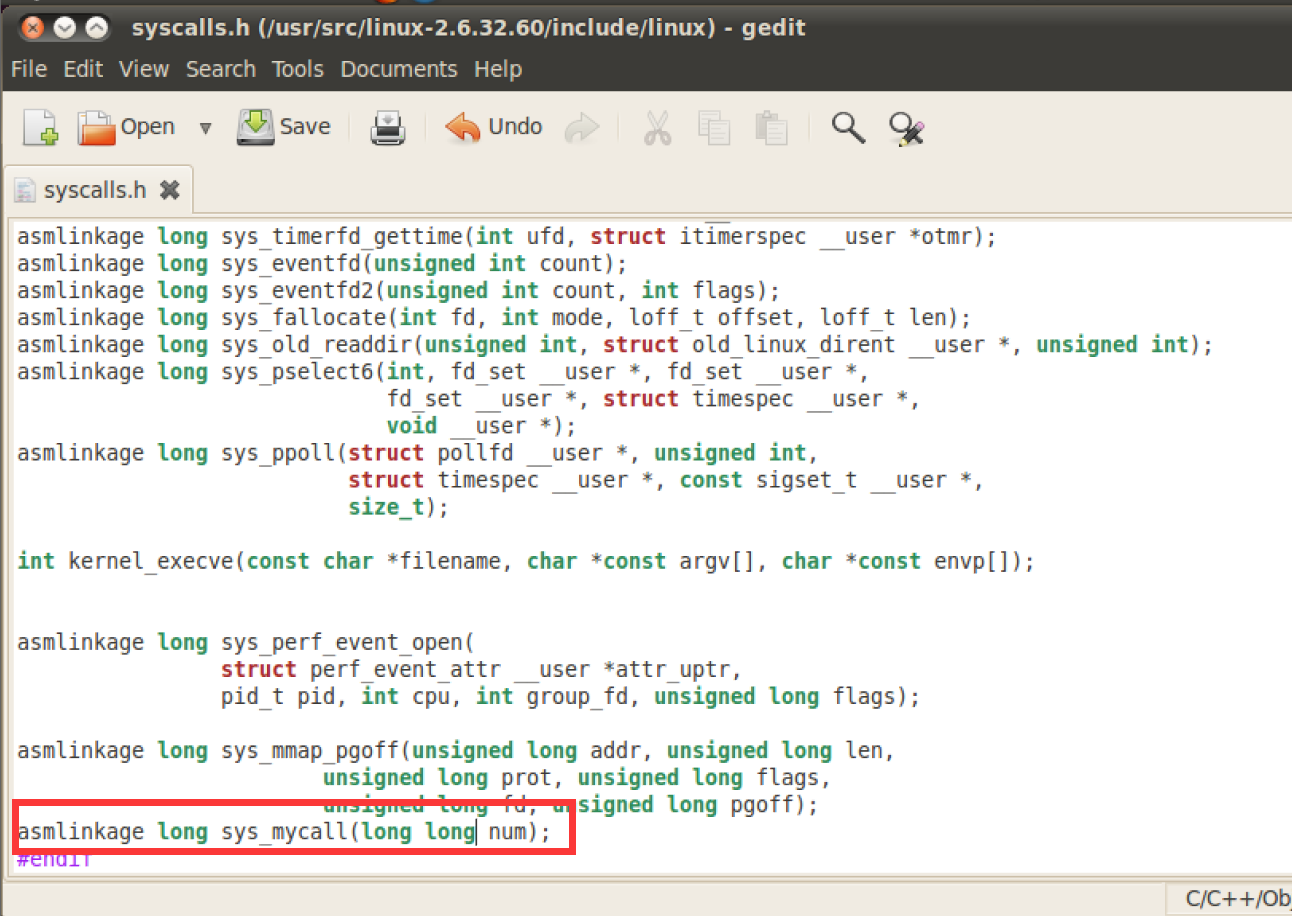 syscalls.h (/usr/src/linux-2.6.32.60/include/linux) - gedit
File Edit View Search Tools Documents Help
Open Save Undo
syscalls.h
asmlinkage long sys_timerfd_gettime(int ufd, struct itimerspec __user *otmr);
asmlinkage long sys_eventfd(unsigned int count);
asmlinkage long sys_eventfd2(unsigned int count, int flags);
asmlinkage long sys_fallocate(int fd, int mode, loff_t offset, loff_t len);
asmlinkage long sys_old_readdir(unsigned int, struct old_linux_dirent __user *, unsigned int);
asmlinkage long sys_pselect6(int, fd_set __user *, fd_set __user *,
fd_set __user *, struct timespec __user *,
void __user *);
asmlinkage long sys_ppoll(struct pollfd __user *, unsigned int,
struct timespec __user *, const sigset_t __user *,
size_t);
int kernel_execve(const char *filename, char *const argv[], char *const envp[]);
asmlinkage long sys_perf_event_open(
struct perf_event_attr __user *attr_uptr,
pid_t pid, int cpu, int group_fd, unsigned long flags);
asmlinkage long sys_mmap_pgoff(unsigned long addr, unsigned long len,
unsigned long prot, unsigned long flags,
unsigned long fd, unsigned long pgoff);
asmlinkage long sys_mycall(long long num);
#endif
C/C++/Obj